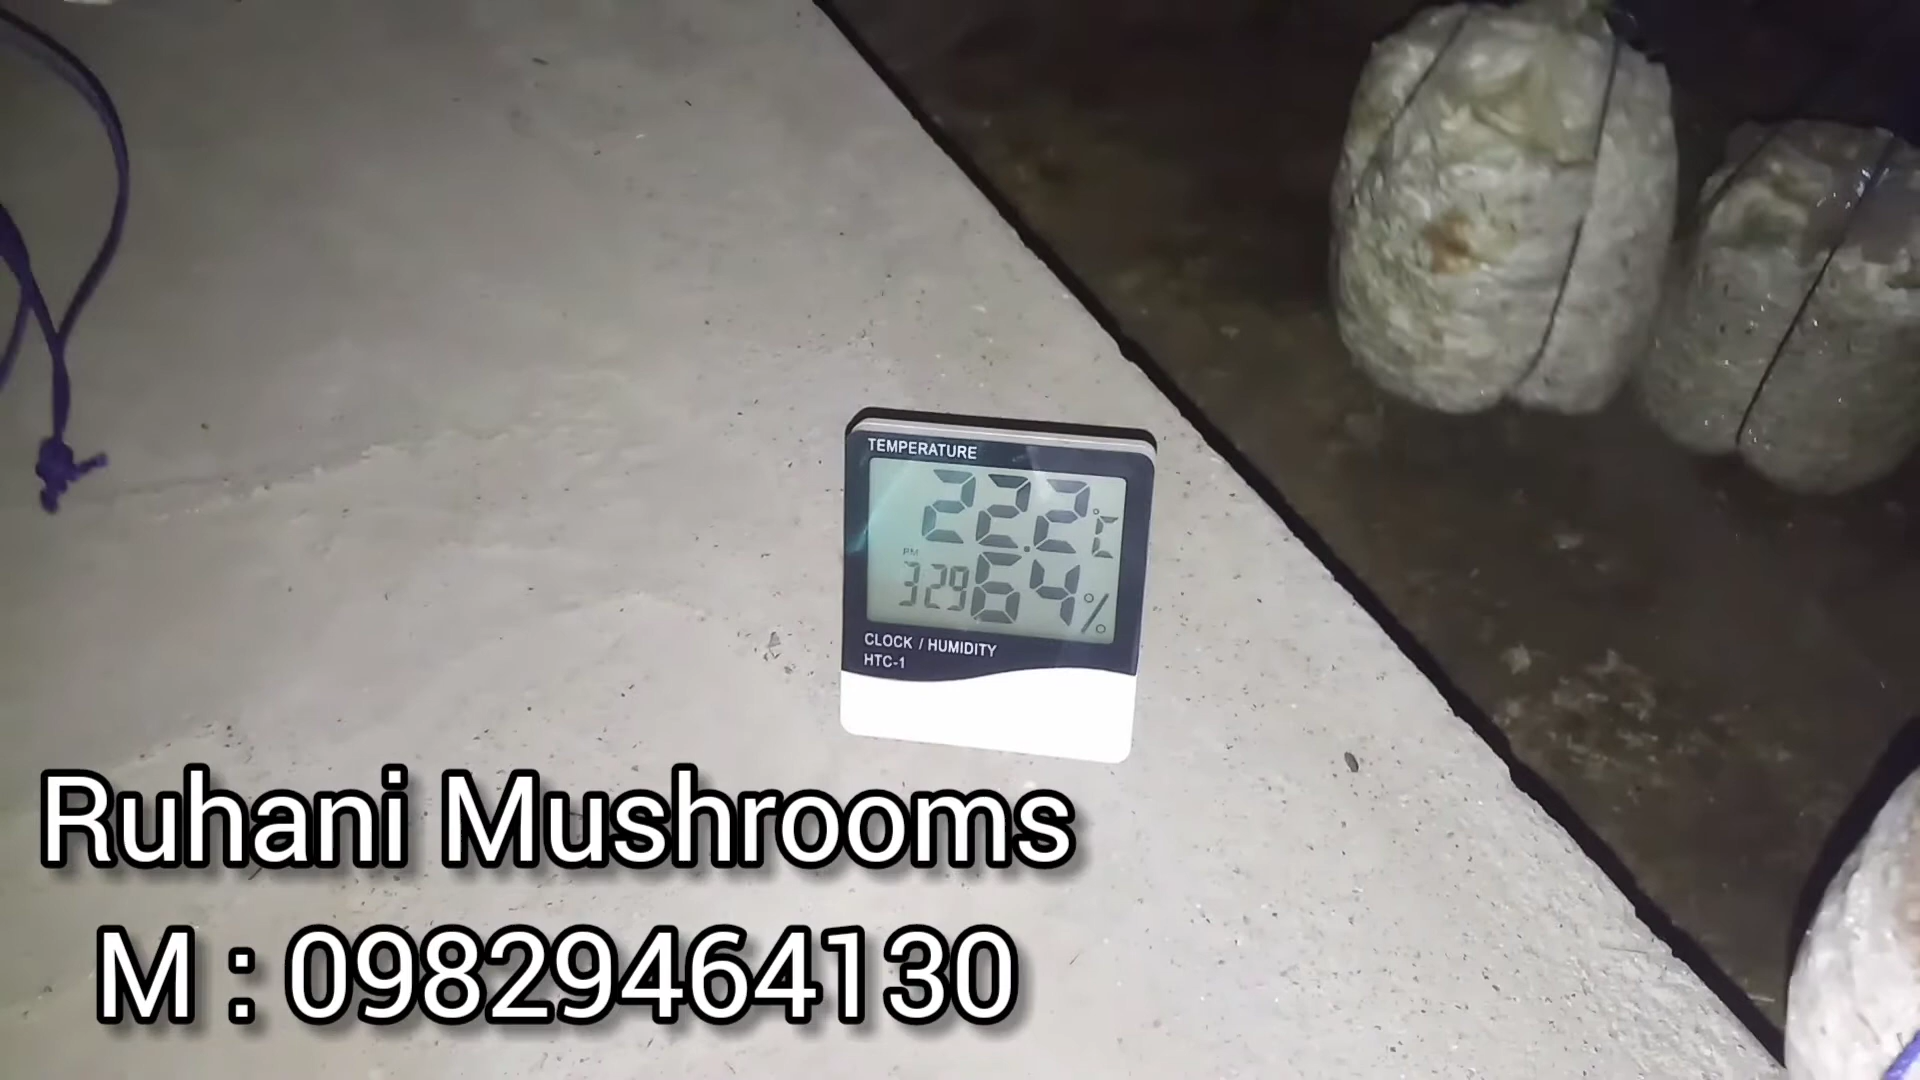 TEMPERATURE
22.2°C
PM
3 29 64%
CLOCK / HUMIDITY
HTC-1
Ruhani Mushrooms
M : 09829464130